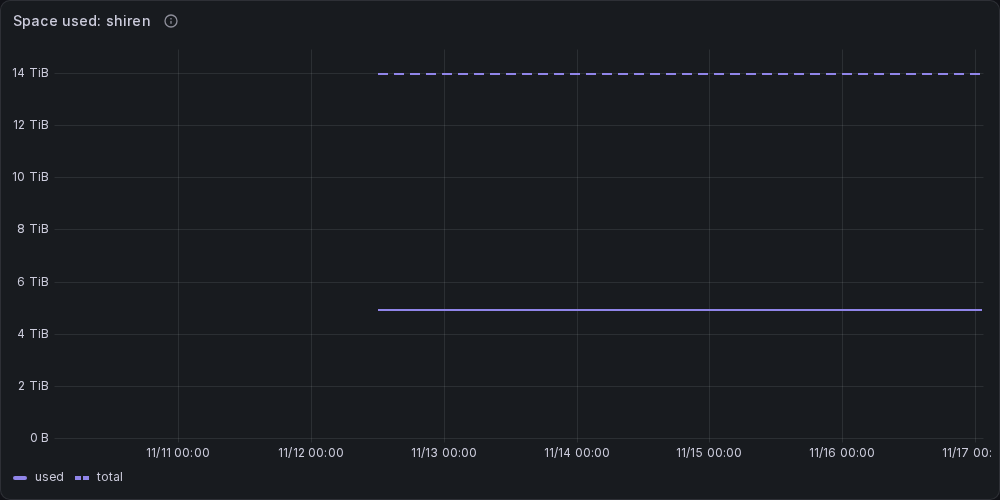 Space used: shiren
14 TiB
12 TiB
10 TiB
8 TiB
6 TiB
4 TiB
2 TiB
0 B
11/11 00:00 11/12 00:00 11/13 00:00 11/14 00:00 11/15 00:00 11/16 00:00 11/17 00:
used total